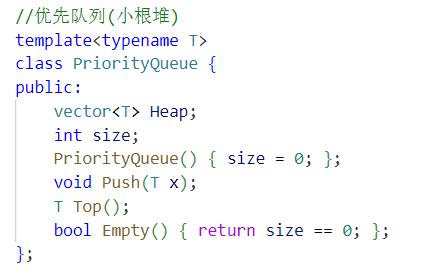 //优先队列(小根堆)
template<typename T>
class PriorityQueue {
public:
    vector<T> Heap;
    int size;
    PriorityQueue() { size = 0; };
    void Push(T x);
    T Top();
    bool Empty() { return size == 0; };
};